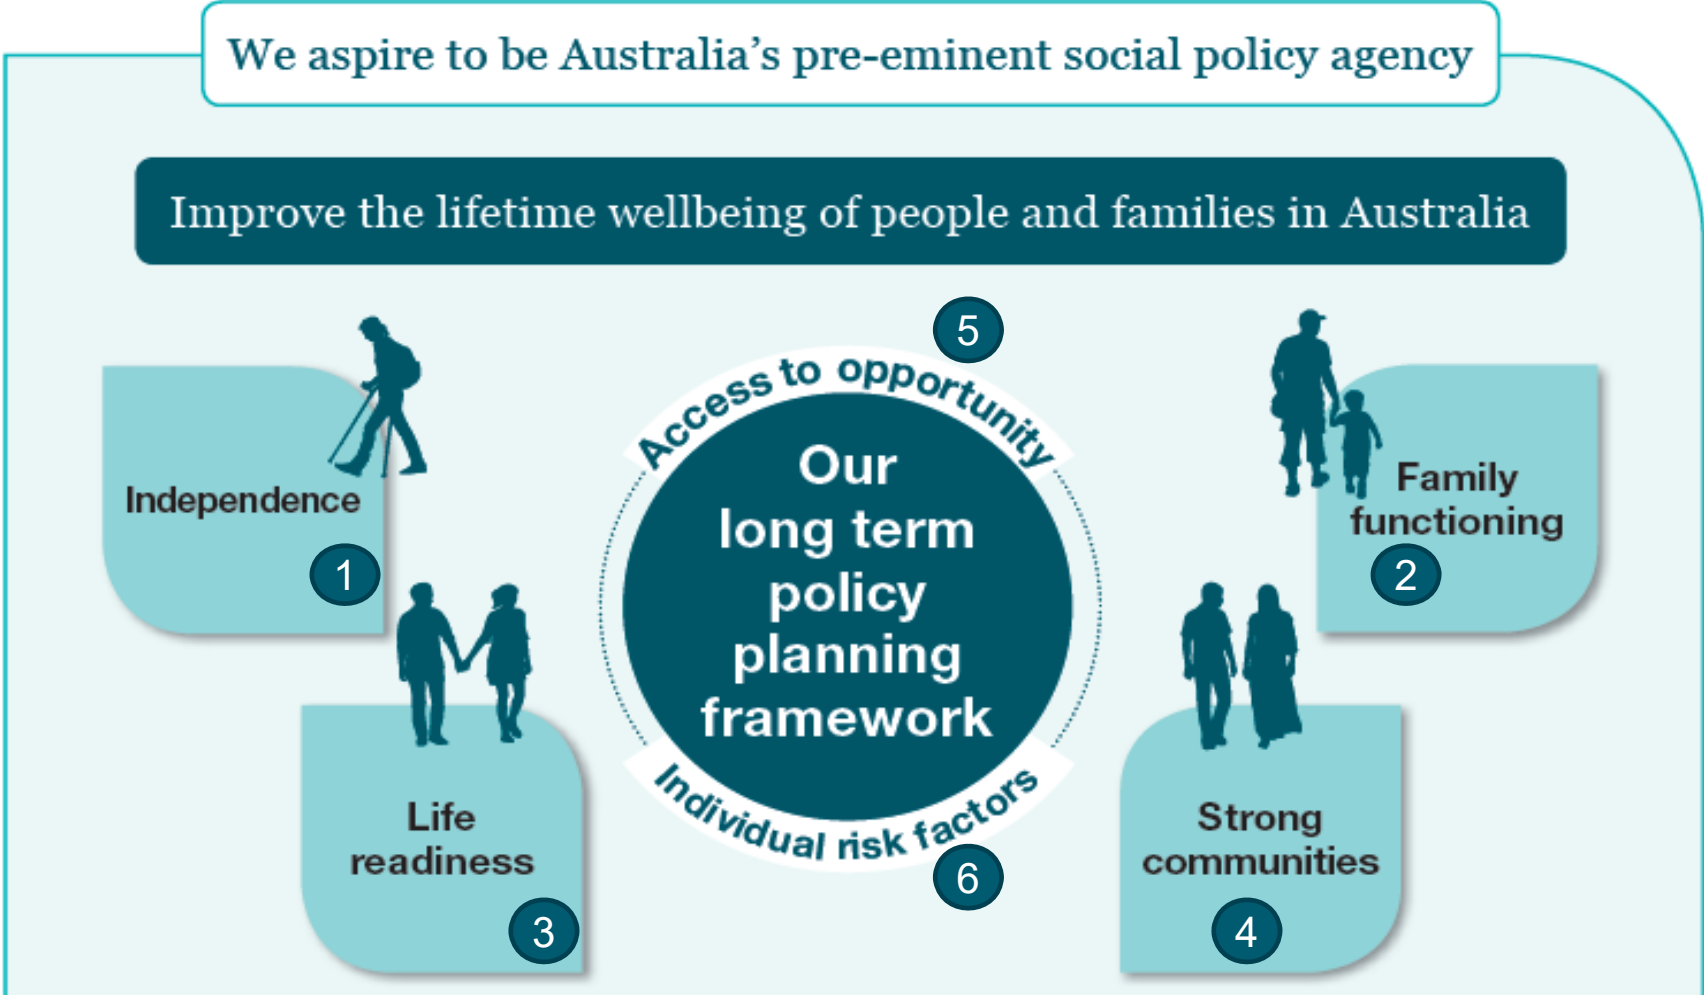 We aspire to be Australia’s pre-eminent social policy agency
Improve the lifetime wellbeing of people and families in Australia
5
Access to opportunity
Our
long term
policy
planning
framework
Individual risk factors
6
Independence
1
Family
functioning
2
Life
readiness
3
Strong
communities
4